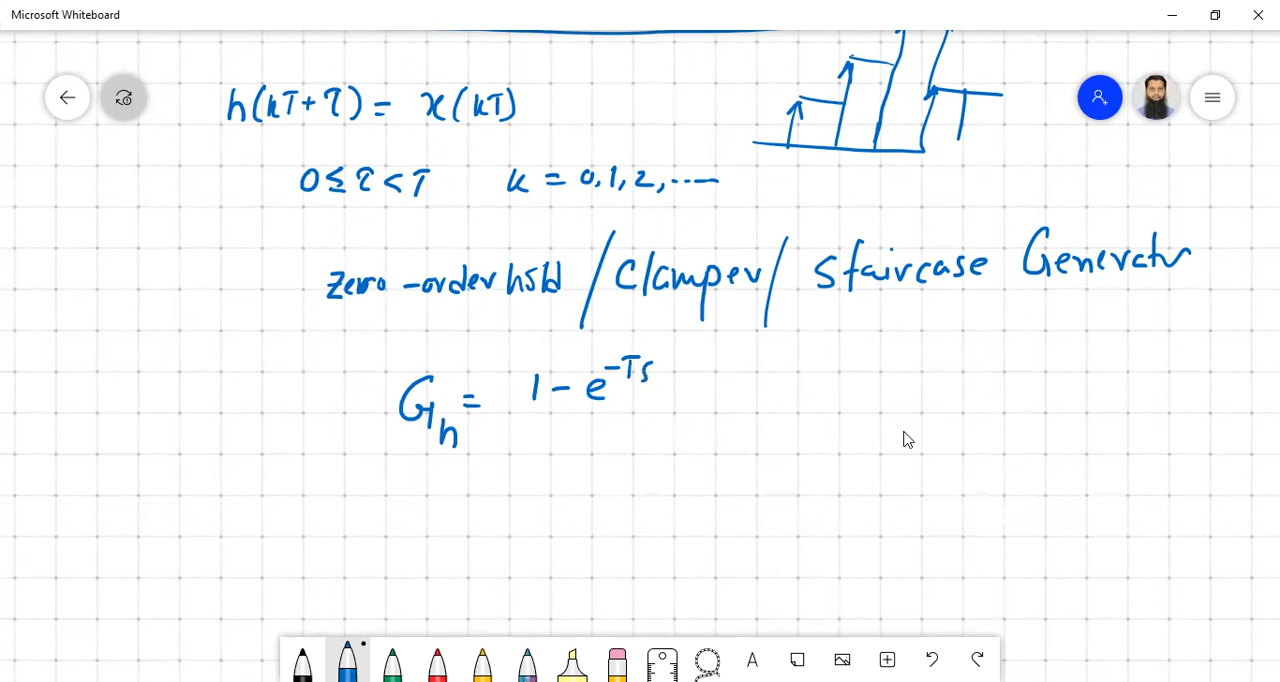 Microsoft Whiteboard
h(kT+τ) = x(kT)
0 ≤ τ < T   k = 0, 1, 2, .....
zero-order hold / Clamper / Staircase Generator
G_h = 1 - e^{-Ts}
A